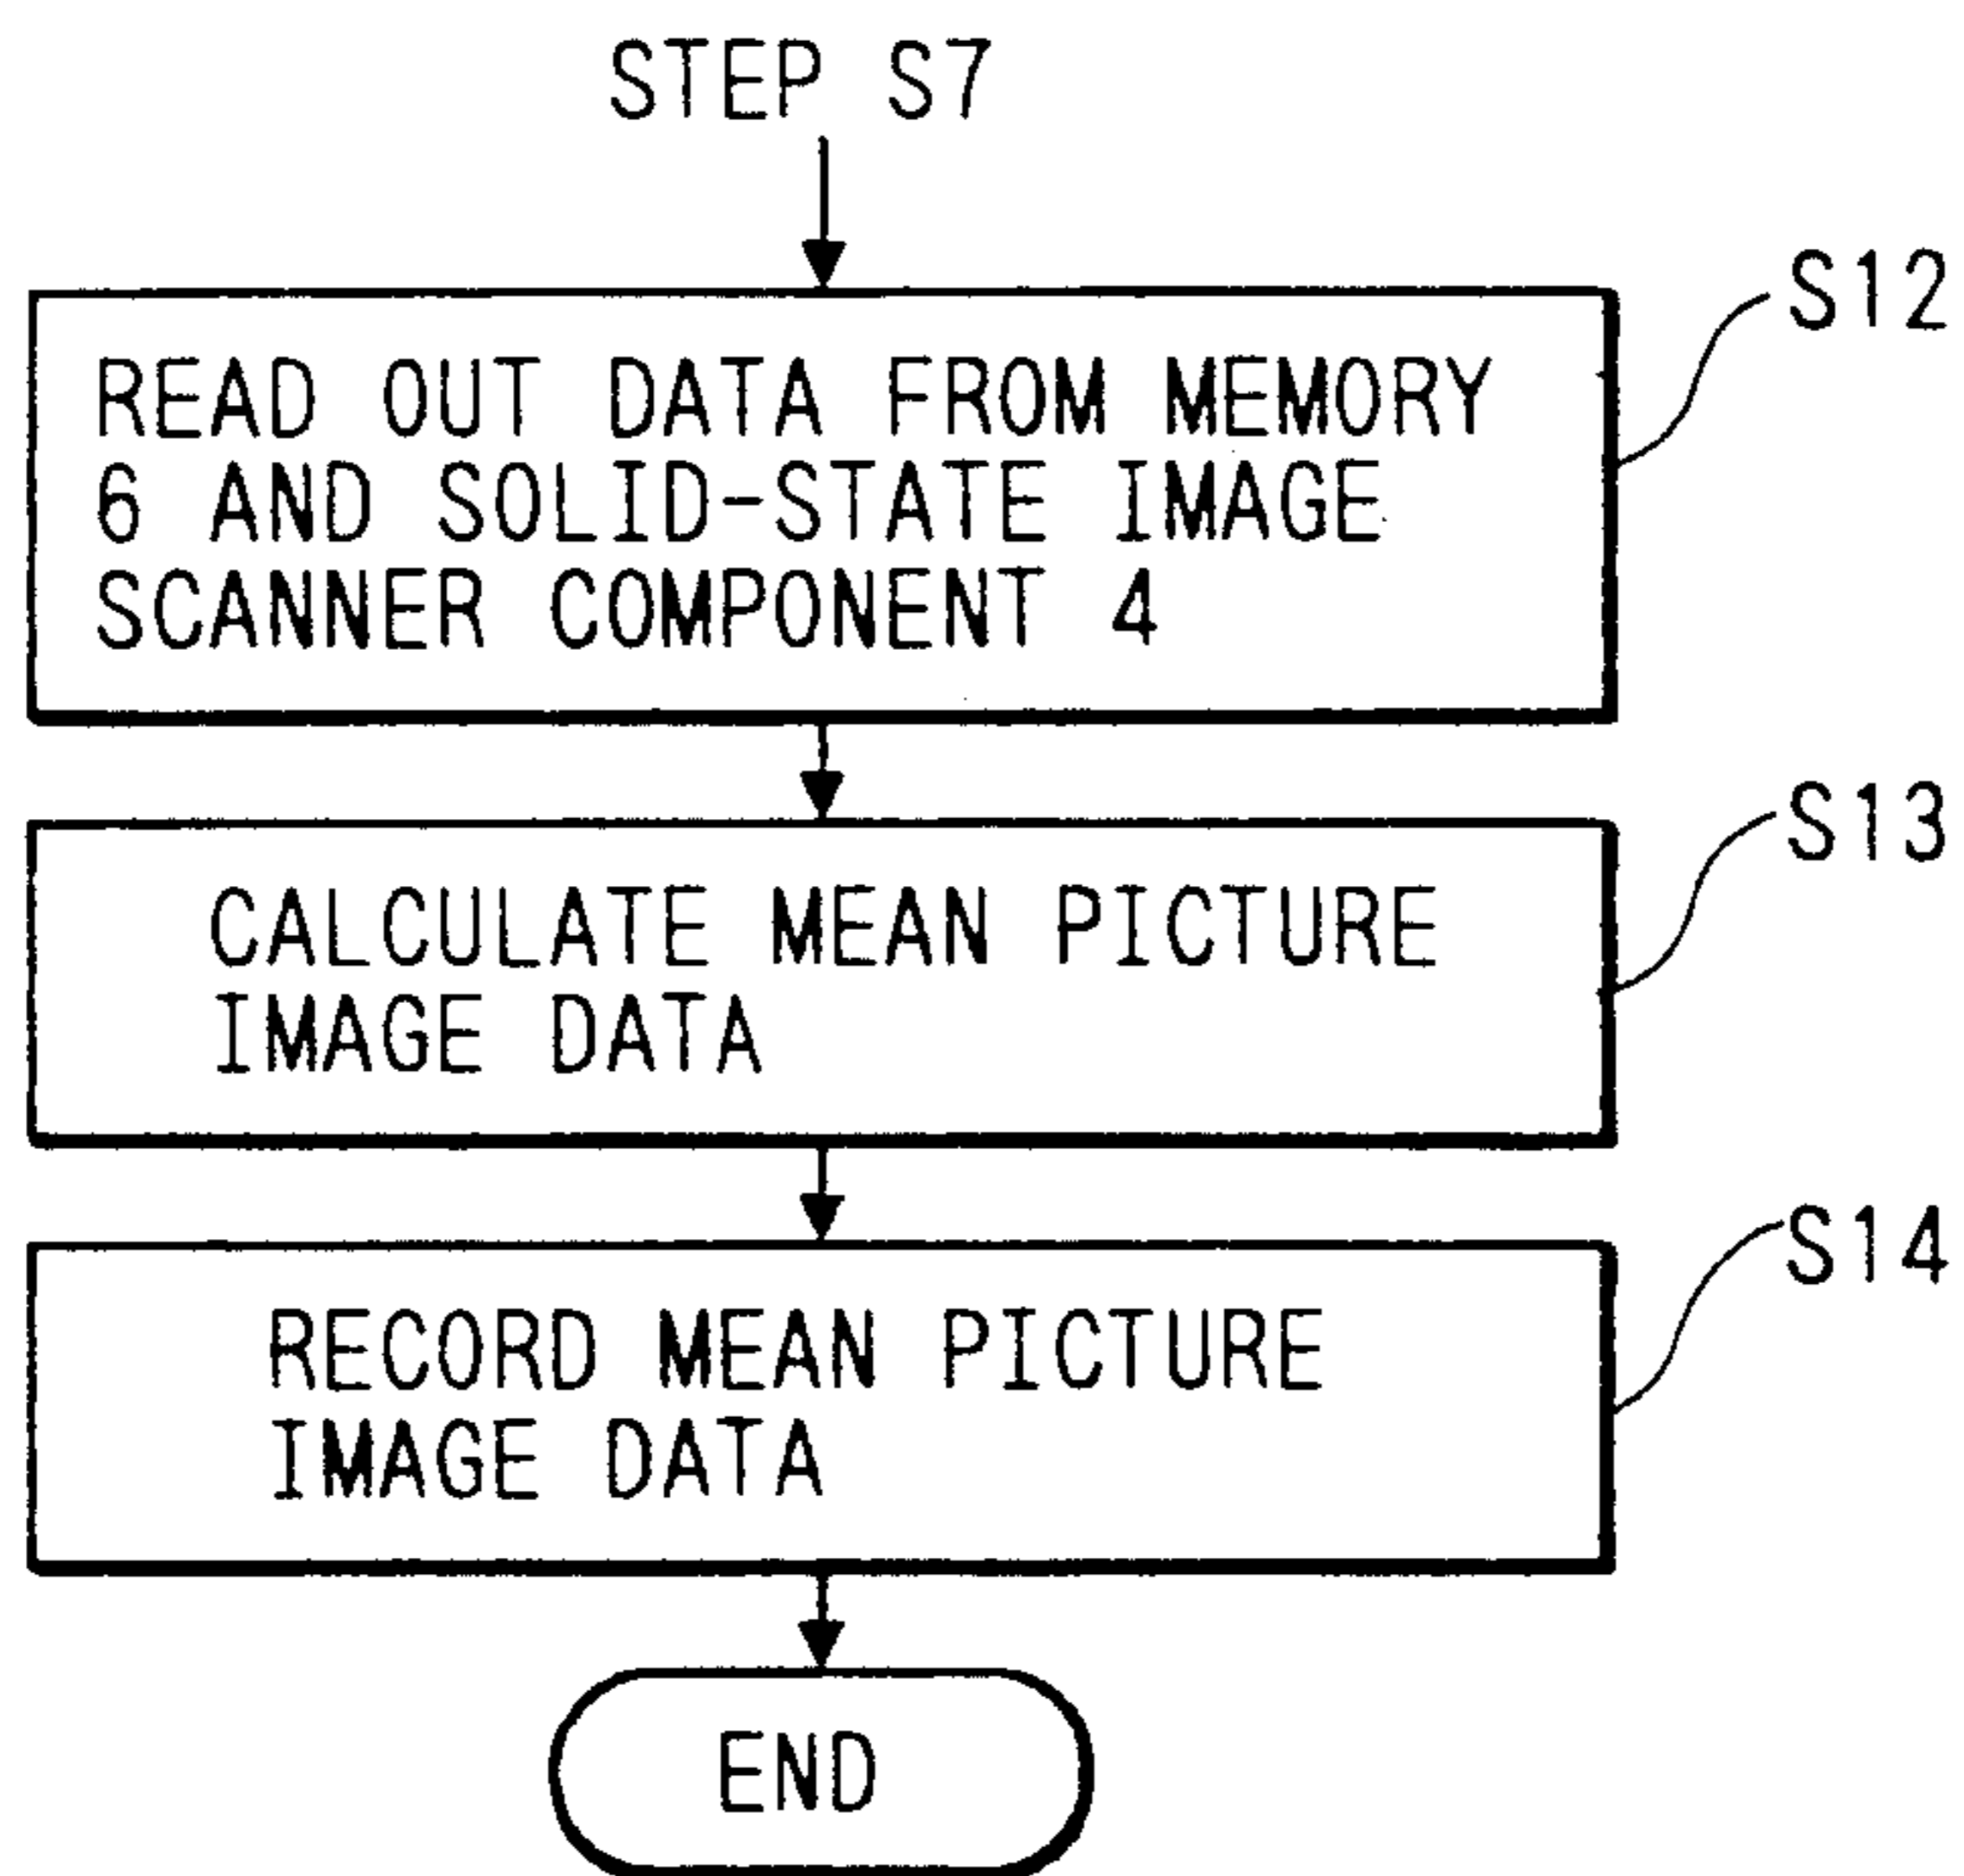 STEP S7
S12
READ OUT DATA FROM MEMORY
6 AND SOLID-STATE IMAGE
SCANNER COMPONENT 4
S13
CALCULATE MEAN PICTURE
IMAGE DATA
S14
RECORD MEAN PICTURE
IMAGE DATA
END